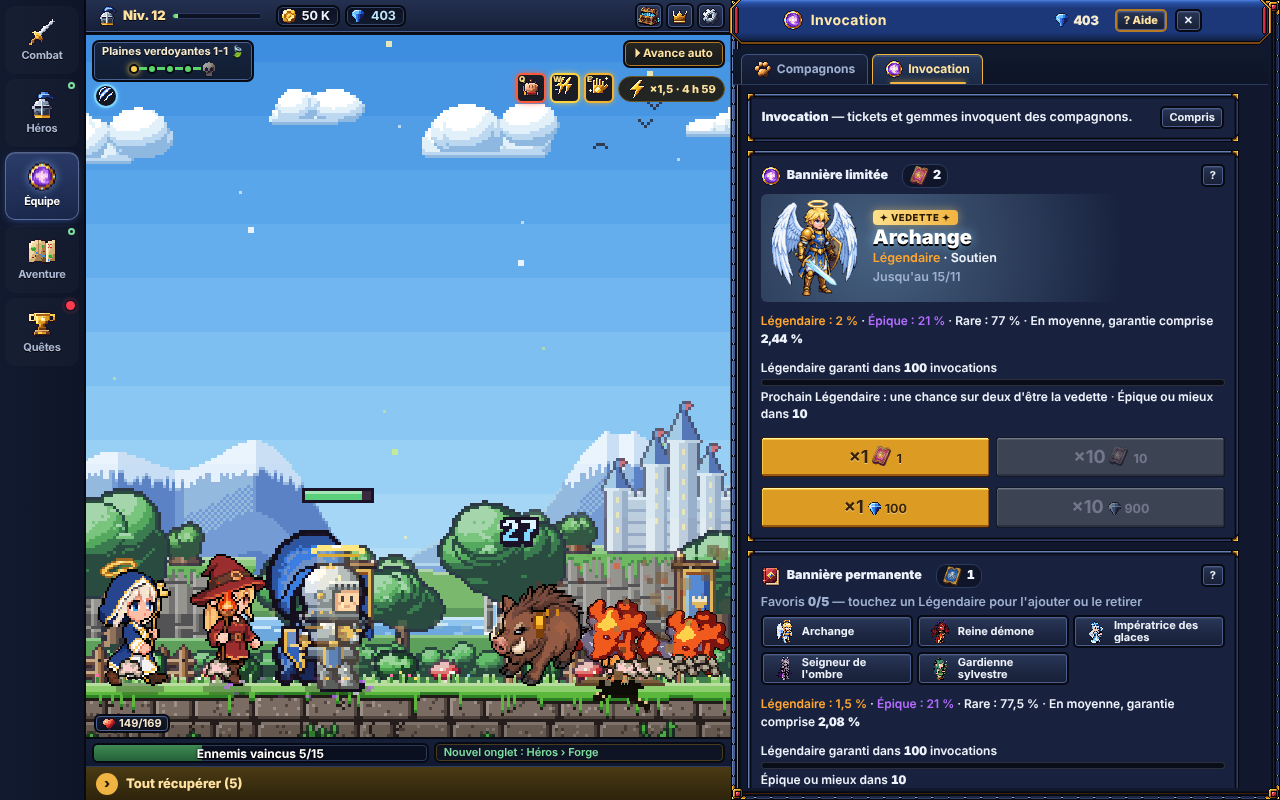 Combat
Héros
Équipe
Aventure
Quêtes
Niv. 12
50 K
403
Plaines verdoyantes 1-1
Avance auto
Q
W
E
×1,5 · 4 h 59
27
149/169
Ennemis vaincus 5/15
Nouvel onglet : Héros › Forge
Tout récupérer (5)
Invocation
403
? Aide
×
Compagnons
Invocation
Invocation — tickets et gemmes invoquent des compagnons.
Compris
Bannière limitée
2
?
✦ VEDETTE ✦
Archange
Légendaire · Soutien
Jusqu'au 15/11
Légendaire : 2 % · Épique : 21 % · Rare : 77 % · En moyenne, garantie comprise
2,44 %
Légendaire garanti dans 100 invocations
Prochain Légendaire : une chance sur deux d'être la vedette · Épique ou mieux
dans 10
×1 1
×10 10
×1 100
×10 900
Bannière permanente
1
?
Favoris 0/5 — touchez un Légendaire pour l'ajouter ou le retirer
Archange
Reine démone
Impératrice des
glaces
Seigneur de
l'ombre
Gardienne
sylvestre
Légendaire : 1,5 % · Épique : 21 % · Rare : 77,5 % · En moyenne, garantie
comprise 2,08 %
Légendaire garanti dans 100 invocations
Épique ou mieux dans 10